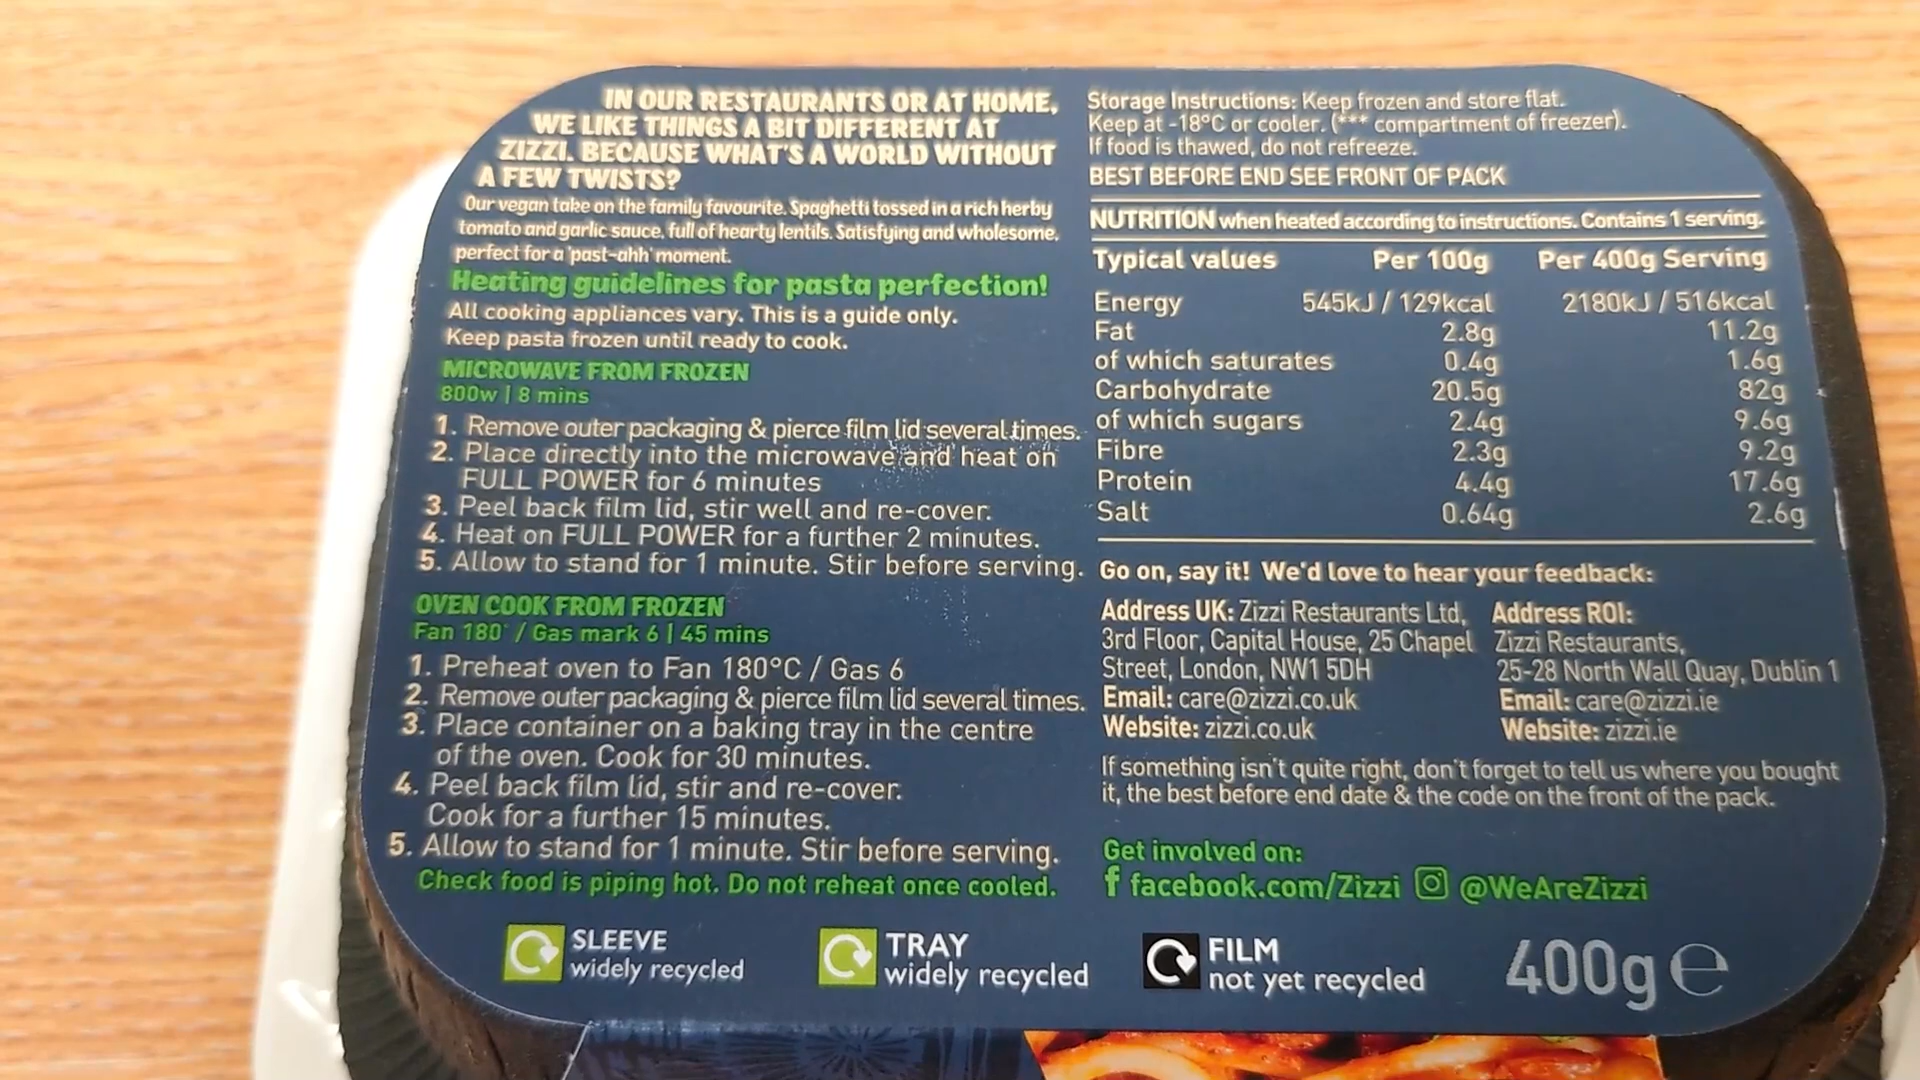 IN OUR RESTAURANTS OR AT HOME,
WE LIKE THINGS A BIT DIFFERENT AT
ZIZZI. BECAUSE WHAT'S A WORLD WITHOUT
A FEW TWISTS?
Our vegan take on the family favourite. Spaghetti tossed in a rich herby
tomato and garlic sauce, full of hearty lentils. Satisfying and wholesome,
perfect for a 'past-ahh' moment.
Heating guidelines for pasta perfection!
All cooking appliances vary. This is a guide only.
Keep pasta frozen until ready to cook.
MICROWAVE FROM FROZEN
800w | 8 mins
1. Remove outer packaging & pierce film lid several times.
2. Place directly into the microwave and heat on
FULL POWER for 6 minutes
3. Peel back film lid, stir well and re-cover.
4. Heat on FULL POWER for a further 2 minutes.
5. Allow to stand for 1 minute. Stir before serving.
OVEN COOK FROM FROZEN
Fan 180° / Gas mark 6 | 45 mins
1. Preheat oven to Fan 180°C / Gas 6
2. Remove outer packaging & pierce film lid several times.
3. Place container on a baking tray in the centre
of the oven. Cook for 30 minutes.
4. Peel back film lid, stir and re-cover.
Cook for a further 15 minutes.
5. Allow to stand for 1 minute. Stir before serving.
Check food is piping hot. Do not reheat once cooled.
Storage Instructions: Keep frozen and store flat.
Keep at -18°C or cooler. (*** compartment of freezer).
If food is thawed, do not refreeze.
BEST BEFORE END SEE FRONT OF PACK
NUTRITION when heated according to instructions. Contains 1 serving.
Typical values Per 100g Per 400g Serving
Energy 545kJ / 129kcal 2180kJ / 516kcal
Fat 2.8g 11.2g
of which saturates 0.4g 1.6g
Carbohydrate 20.5g 82g
of which sugars 2.4g 9.6g
Fibre 2.3g 9.2g
Protein 4.4g 17.6g
Salt 0.64g 2.6g
Go on, say it! We'd love to hear your feedback:
Address UK: Zizzi Restaurants Ltd,
3rd Floor, Capital House, 25 Chapel
Street, London, NW1 5DH
Email: care@zizzi.co.uk
Website: zizzi.co.uk
Address ROI:
Zizzi Restaurants,
25-28 North Wall Quay, Dublin 1
Email: care@zizzi.ie
Website: zizzi.ie
If something isn't quite right, don't forget to tell us where you bought
it, the best before end date & the code on the front of the pack.
Get involved on:
f facebook.com/Zizzi @WeAreZizzi
SLEEVE
widely recycled
TRAY
widely recycled
FILM
not yet recycled
400g ℮